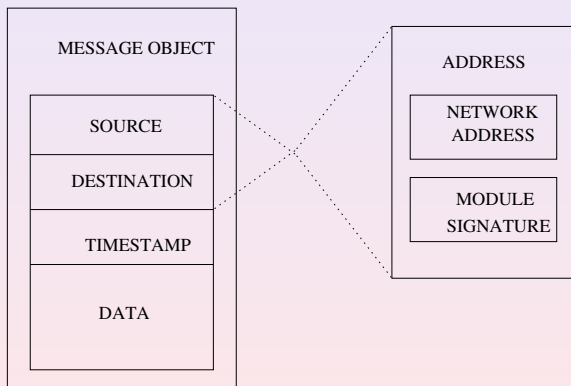 MESSAGE OBJECT
SOURCE
DESTINATION
TIMESTAMP
DATA
ADDRESS
NETWORK
ADDRESS
MODULE
SIGNATURE